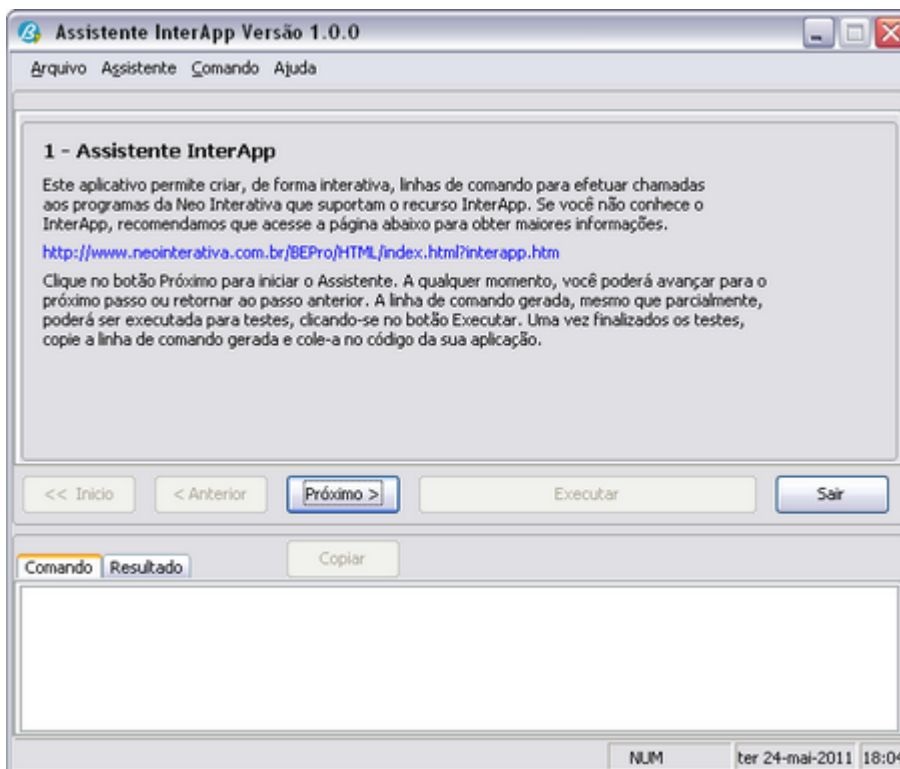 Assistente InterApp Versão 1.0.0
Arquivo Assistente Comando Ajuda
1 - Assistente InterApp
Este aplicativo permite criar, de forma interativa, linhas de comando para efetuar chamadas
aos programas da Neo Interativa que suportam o recurso InterApp. Se você não conhece o
InterApp, recomendamos que acesse a página abaixo para obter maiores informações.
http://www.neointerativa.com.br/BEPro/HTML/index.html?interapp.htm
Clique no botão Próximo para iniciar o Assistente. A qualquer momento, você poderá avançar para o
próximo passo ou retornar ao passo anterior. A linha de comando gerada, mesmo que parcialmente,
poderá ser executada para testes, clicando-se no botão Executar. Uma vez finalizados os testes,
copie a linha de comando gerada e cole-a no código da sua aplicação.
<< Inicio < Anterior Próximo > Executar Sair
Comando Resultado Copiar
NUM ter 24-mai-2011 18:04